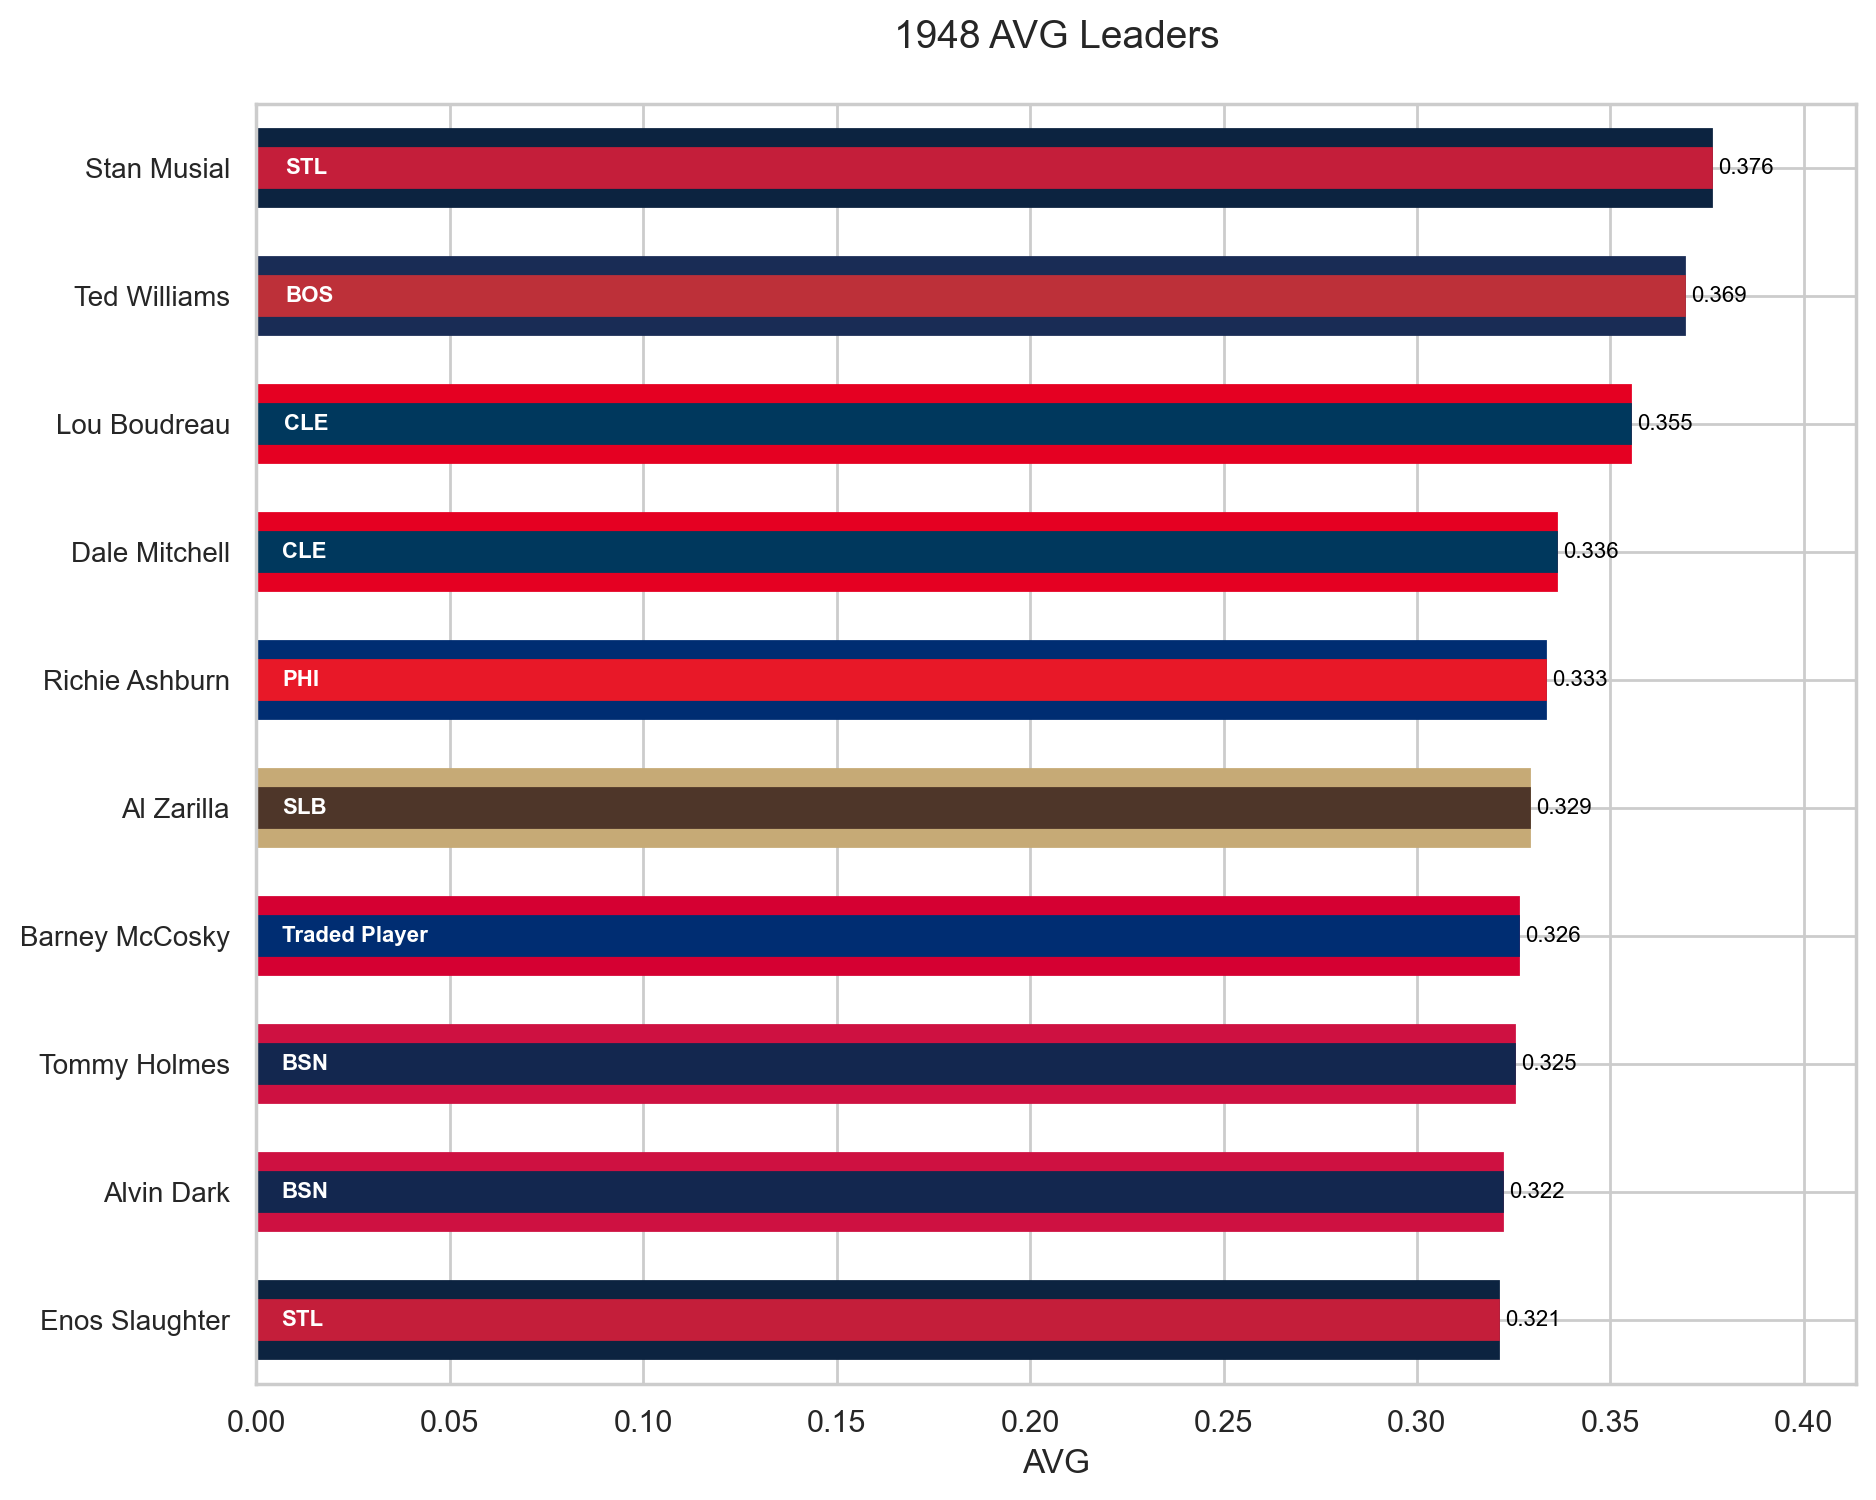 1948 AVG Leaders
Stan Musial STL 0.376
Ted Williams BOS 0.369
Lou Boudreau CLE 0.355
Dale Mitchell CLE 0.336
Richie Ashburn PHI 0.333
Al Zarilla SLB 0.329
Barney McCosky Traded Player 0.326
Tommy Holmes BSN 0.325
Alvin Dark BSN 0.322
Enos Slaughter STL 0.321
0.00 0.05 0.10 0.15 0.20 0.25 0.30 0.35 0.40
AVG